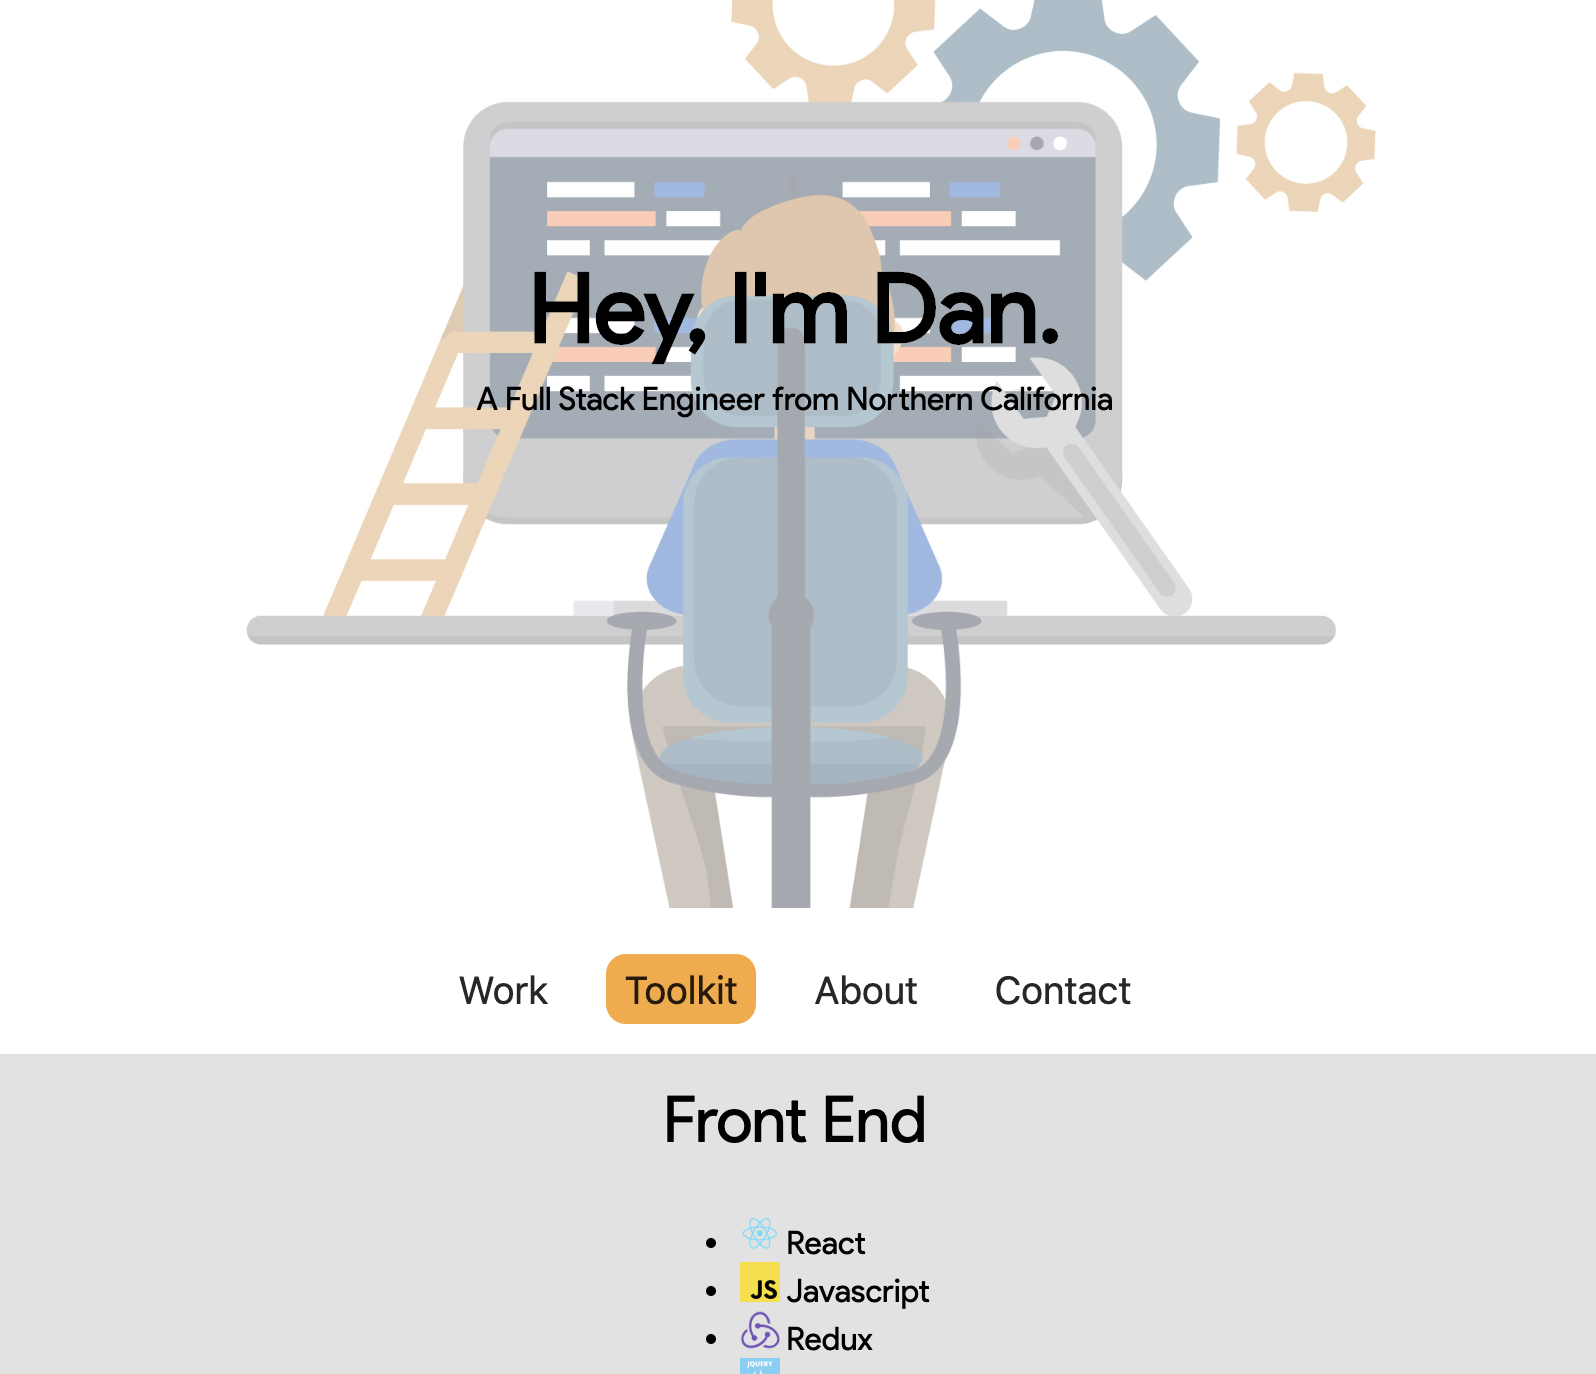 Hey, I'm Dan.
A Full Stack Engineer from Northern California
Work Toolkit About Contact
Front End
React
JS Javascript
Redux
JQUERY